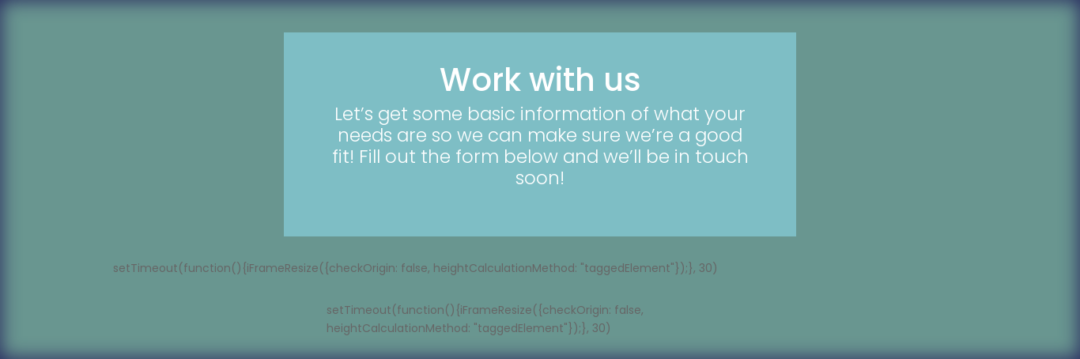 Work with us
Let’s get some basic information of what your
needs are so we can make sure we’re a good
fit! Fill out the form below and we’ll be in touch
soon!
setTimeout(function(){iFrameResize({checkOrigin: false, heightCalculationMethod: "taggedElement"});}, 30)
setTimeout(function(){iFrameResize({checkOrigin: false,
heightCalculationMethod: "taggedElement"});}, 30)